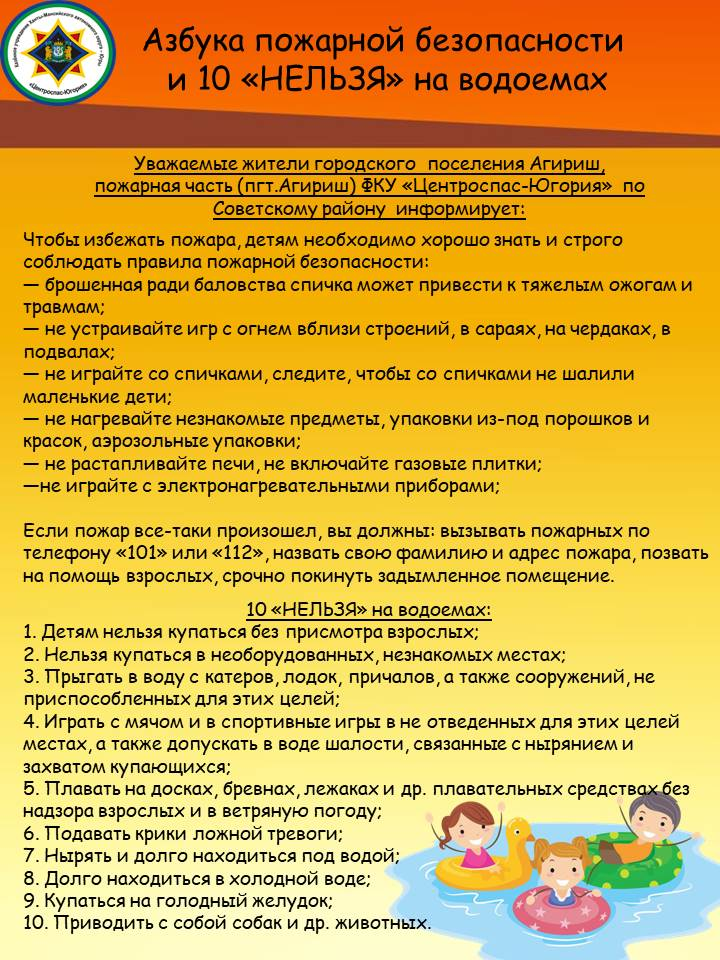 Казённое учреждение Ханты-Мансийского автономного округа - Югры
«Центроспас-Югория»
Азбука пожарной безопасности
и 10 «НЕЛЬЗЯ» на водоемах
Уважаемые жители городского поселения Агириш,
пожарная часть (пгт.Агириш) ФКУ «Центроспас-Югория» по
Советскому району информирует:
Чтобы избежать пожара, детям необходимо хорошо знать и строго
соблюдать правила пожарной безопасности:
— брошенная ради баловства спичка может привести к тяжелым ожогам и
травмам;
— не устраивайте игр с огнем вблизи строений, в сараях, на чердаках, в
подвалах;
— не играйте со спичками, следите, чтобы со спичками не шалили
маленькие дети;
— не нагревайте незнакомые предметы, упаковки из-под порошков и
красок, аэрозольные упаковки;
— не растапливайте печи, не включайте газовые плитки;
—не играйте с электронагревательными приборами;
Если пожар все-таки произошел, вы должны: вызывать пожарных по
телефону «101» или «112», назвать свою фамилию и адрес пожара, позвать
на помощь взрослых, срочно покинуть задымленное помещение.
10 «НЕЛЬЗЯ» на водоемах:
1. Детям нельзя купаться без присмотра взрослых;
2. Нельзя купаться в необорудованных, незнакомых местах;
3. Прыгать в воду с катеров, лодок, причалов, а также сооружений, не
приспособленных для этих целей;
4. Играть с мячом и в спортивные игры в не отведенных для этих целей
местах, а также допускать в воде шалости, связанные с нырянием и
захватом купающихся;
5. Плавать на досках, бревнах, лежаках и др. плавательных средствах без
надзора взрослых и в ветряную погоду;
6. Подавать крики ложной тревоги;
7. Нырять и долго находиться под водой;
8. Долго находиться в холодной воде;
9. Купаться на голодный желудок;
10. Приводить с собой собак и др. животных.